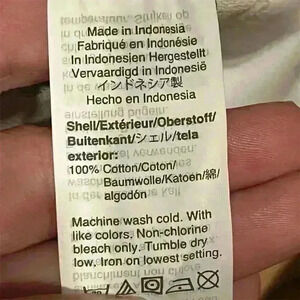 Made in Indonesia
Fabriqué en Indonésie
In Indonesien Hergestellt
Vervaardigd in Indonesië
インドネシア製
Hecho en Indonesia
Shell/Extérieur/Oberstoff/
Buitenkant/シェル/tela
exterior:
100% Cotton/Coton/
Baumwolle/Katoen/綿/
algodón
Machine wash cold. With
like colors. Non-chlorine
bleach only. Tumble dry
low. Iron on lowest setting.